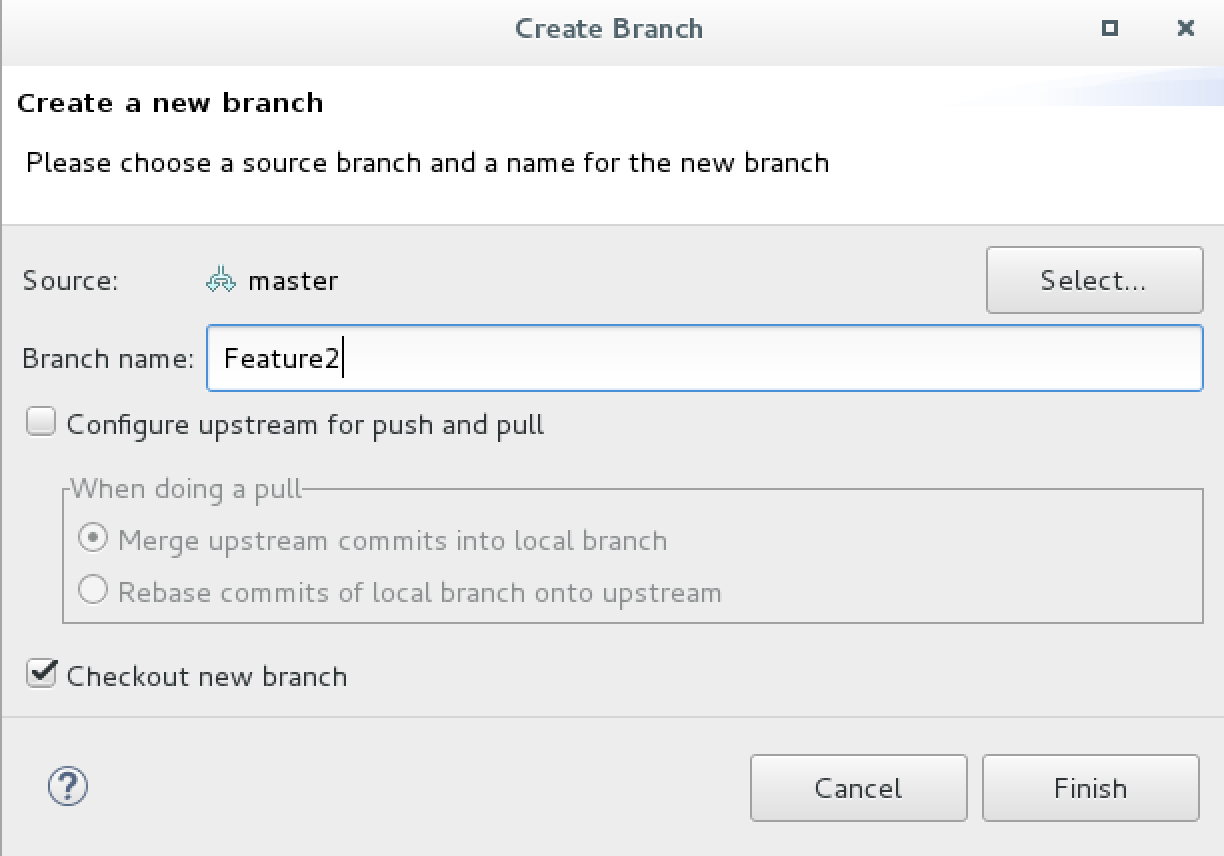 Create Branch
Create a new branch
Please choose a source branch and a name for the new branch
Source: master Select...
Branch name: Feature2
Configure upstream for push and pull
When doing a pull
Merge upstream commits into local branch
Rebase commits of local branch onto upstream
Checkout new branch
? Cancel Finish